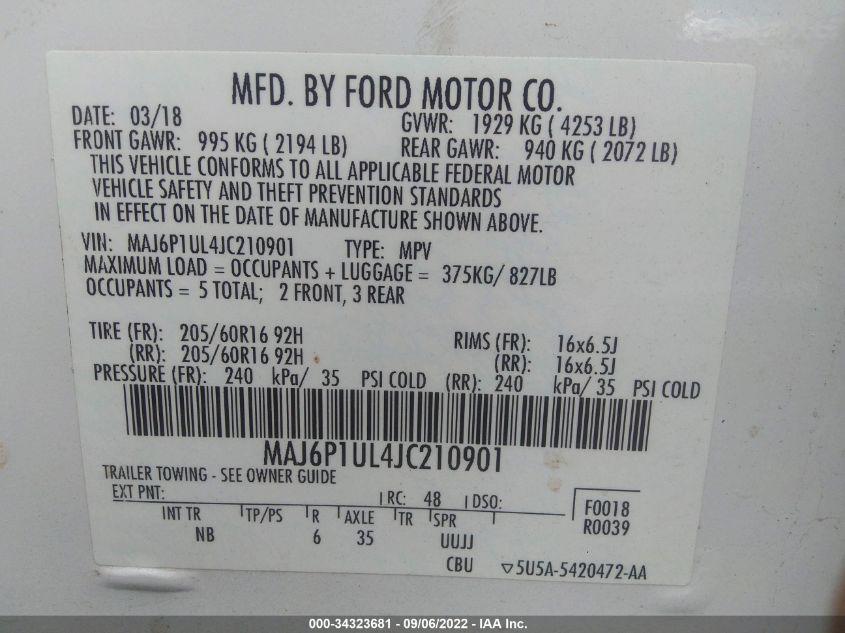 MFD. BY FORD MOTOR CO.
DATE: 03/18 GVWR: 1929 KG ( 4253 LB)
FRONT GAWR: 995 KG ( 2194 LB) REAR GAWR: 940 KG ( 2072 LB)
THIS VEHICLE CONFORMS TO ALL APPLICABLE FEDERAL MOTOR
VEHICLE SAFETY AND THEFT PREVENTION STANDARDS
IN EFFECT ON THE DATE OF MANUFACTURE SHOWN ABOVE.
VIN: MAJ6P1UL4JC210901 TYPE: MPV
MAXIMUM LOAD = OCCUPANTS + LUGGAGE = 375KG/ 827LB
OCCUPANTS = 5 TOTAL; 2 FRONT, 3 REAR
TIRE (FR): 205/60R16 92H RIMS (FR): 16x6.5J
(RR): 205/60R16 92H (RR): 16x6.5J
PRESSURE (FR): 240 kPa/ 35 PSI COLD (RR): 240 kPa/ 35 PSI COLD
MAJ6P1UL4JC210901
TRAILER TOWING - SEE OWNER GUIDE
EXT PNT: RC: 48 DSO: F0018
INT TR TP/PS R AXLE TR SPR R0039
NB 6 35 UUJJ
CBU ▽5U5A-5420472-AA
000-34323681 - 09/06/2022 - IAA Inc.